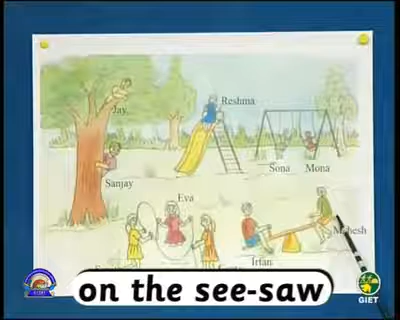 Jay
Reshma
Sona Mona
Sanjay
Eva
Mahesh
Irfan
on the see-saw
GIET